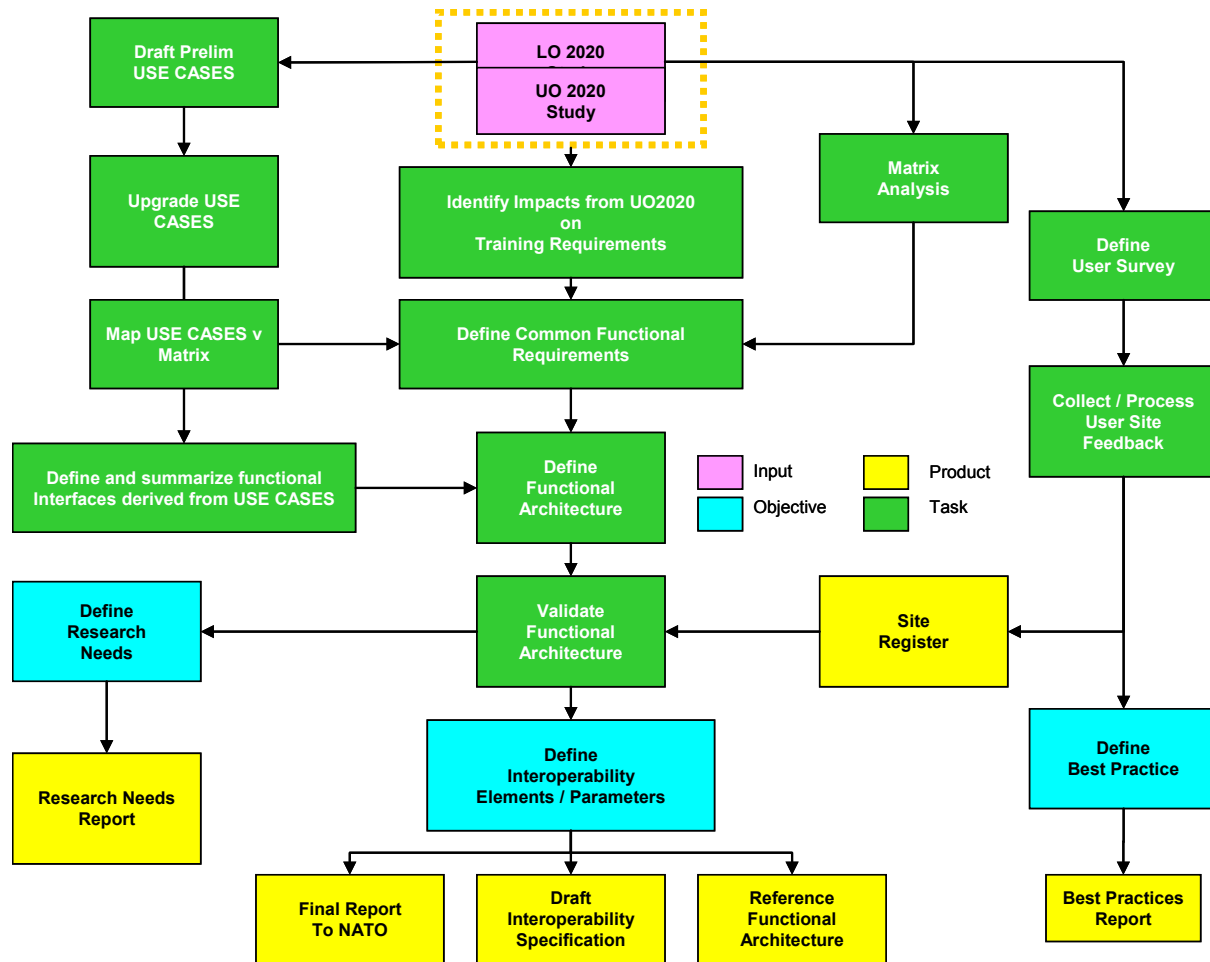 Draft Prelim
USE CASES
LO 2020
UO 2020
Study
Matrix
Analysis
Upgrade USE
CASES
Identify Impacts from UO2020
on
Training Requirements
Define
User Survey
Map USE CASES v
Matrix
Define Common Functional
Requirements
Collect / Process
User Site
Feedback
Define and summarize functional
Interfaces derived from USE CASES
Define
Functional
Architecture
Input
Product
Objective
Task
Define
Research
Needs
Validate
Functional
Architecture
Site
Register
Define
Interoperability
Elements / Parameters
Define
Best Practice
Research Needs
Report
Final Report
To NATO
Draft
Interoperability
Specification
Reference
Functional
Architecture
Best Practices
Report